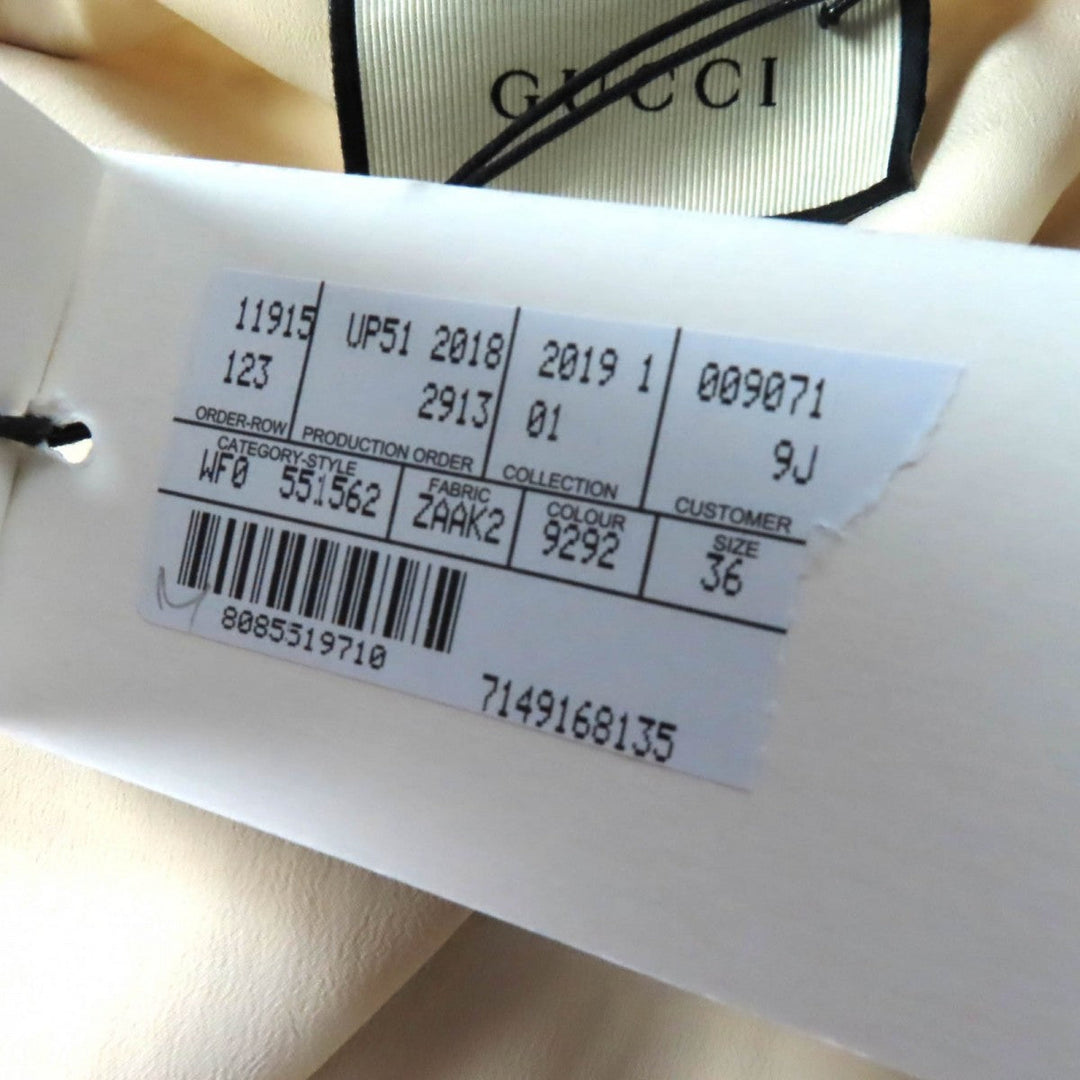 GUCCI
11915 UP51 2018 2019 1 009071
123 2913 01 9J
ORDER-ROW PRODUCTION ORDER COLLECTION CUSTOMER
CATEGORY-STYLE FABRIC COLOUR SIZE
WF0 551562 ZAAK2 9292 36
8085519710
7149168135